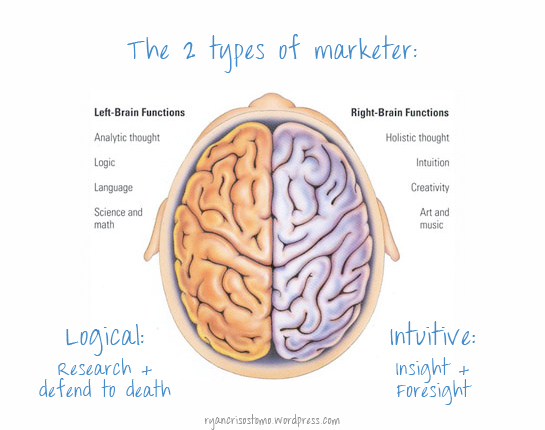 The 2 types of marketer:
Left-Brain Functions
Analytic thought
Logic
Language
Science and
math
Right-Brain Functions
Holistic thought
Intuition
Creativity
Art and
music
Logical:
Research +
defend to death
Intuitive:
Insight +
Foresight
ryancrisostomo.wordpress.com